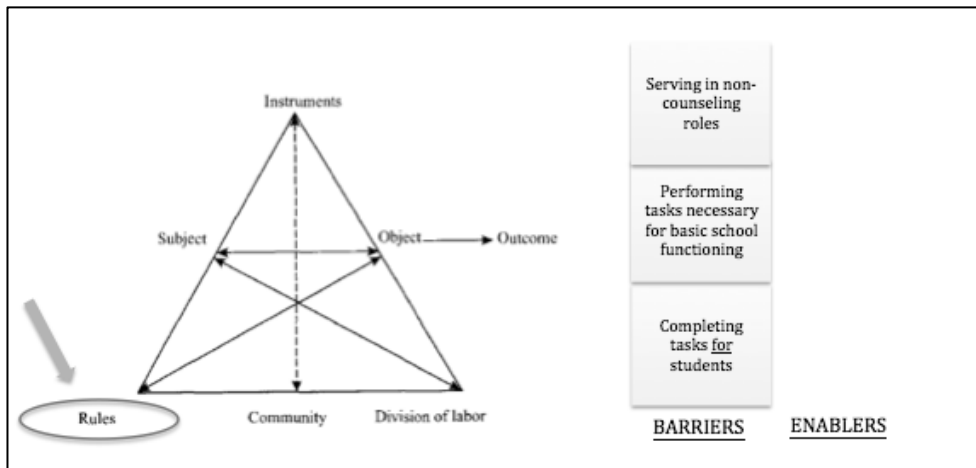 Instruments
Subject
Object
Outcome
Rules
Community
Division of labor
Serving in non-
counseling
roles
Performing
tasks necessary
for basic school
functioning
Completing
tasks for
students
BARRIERS
ENABLERS